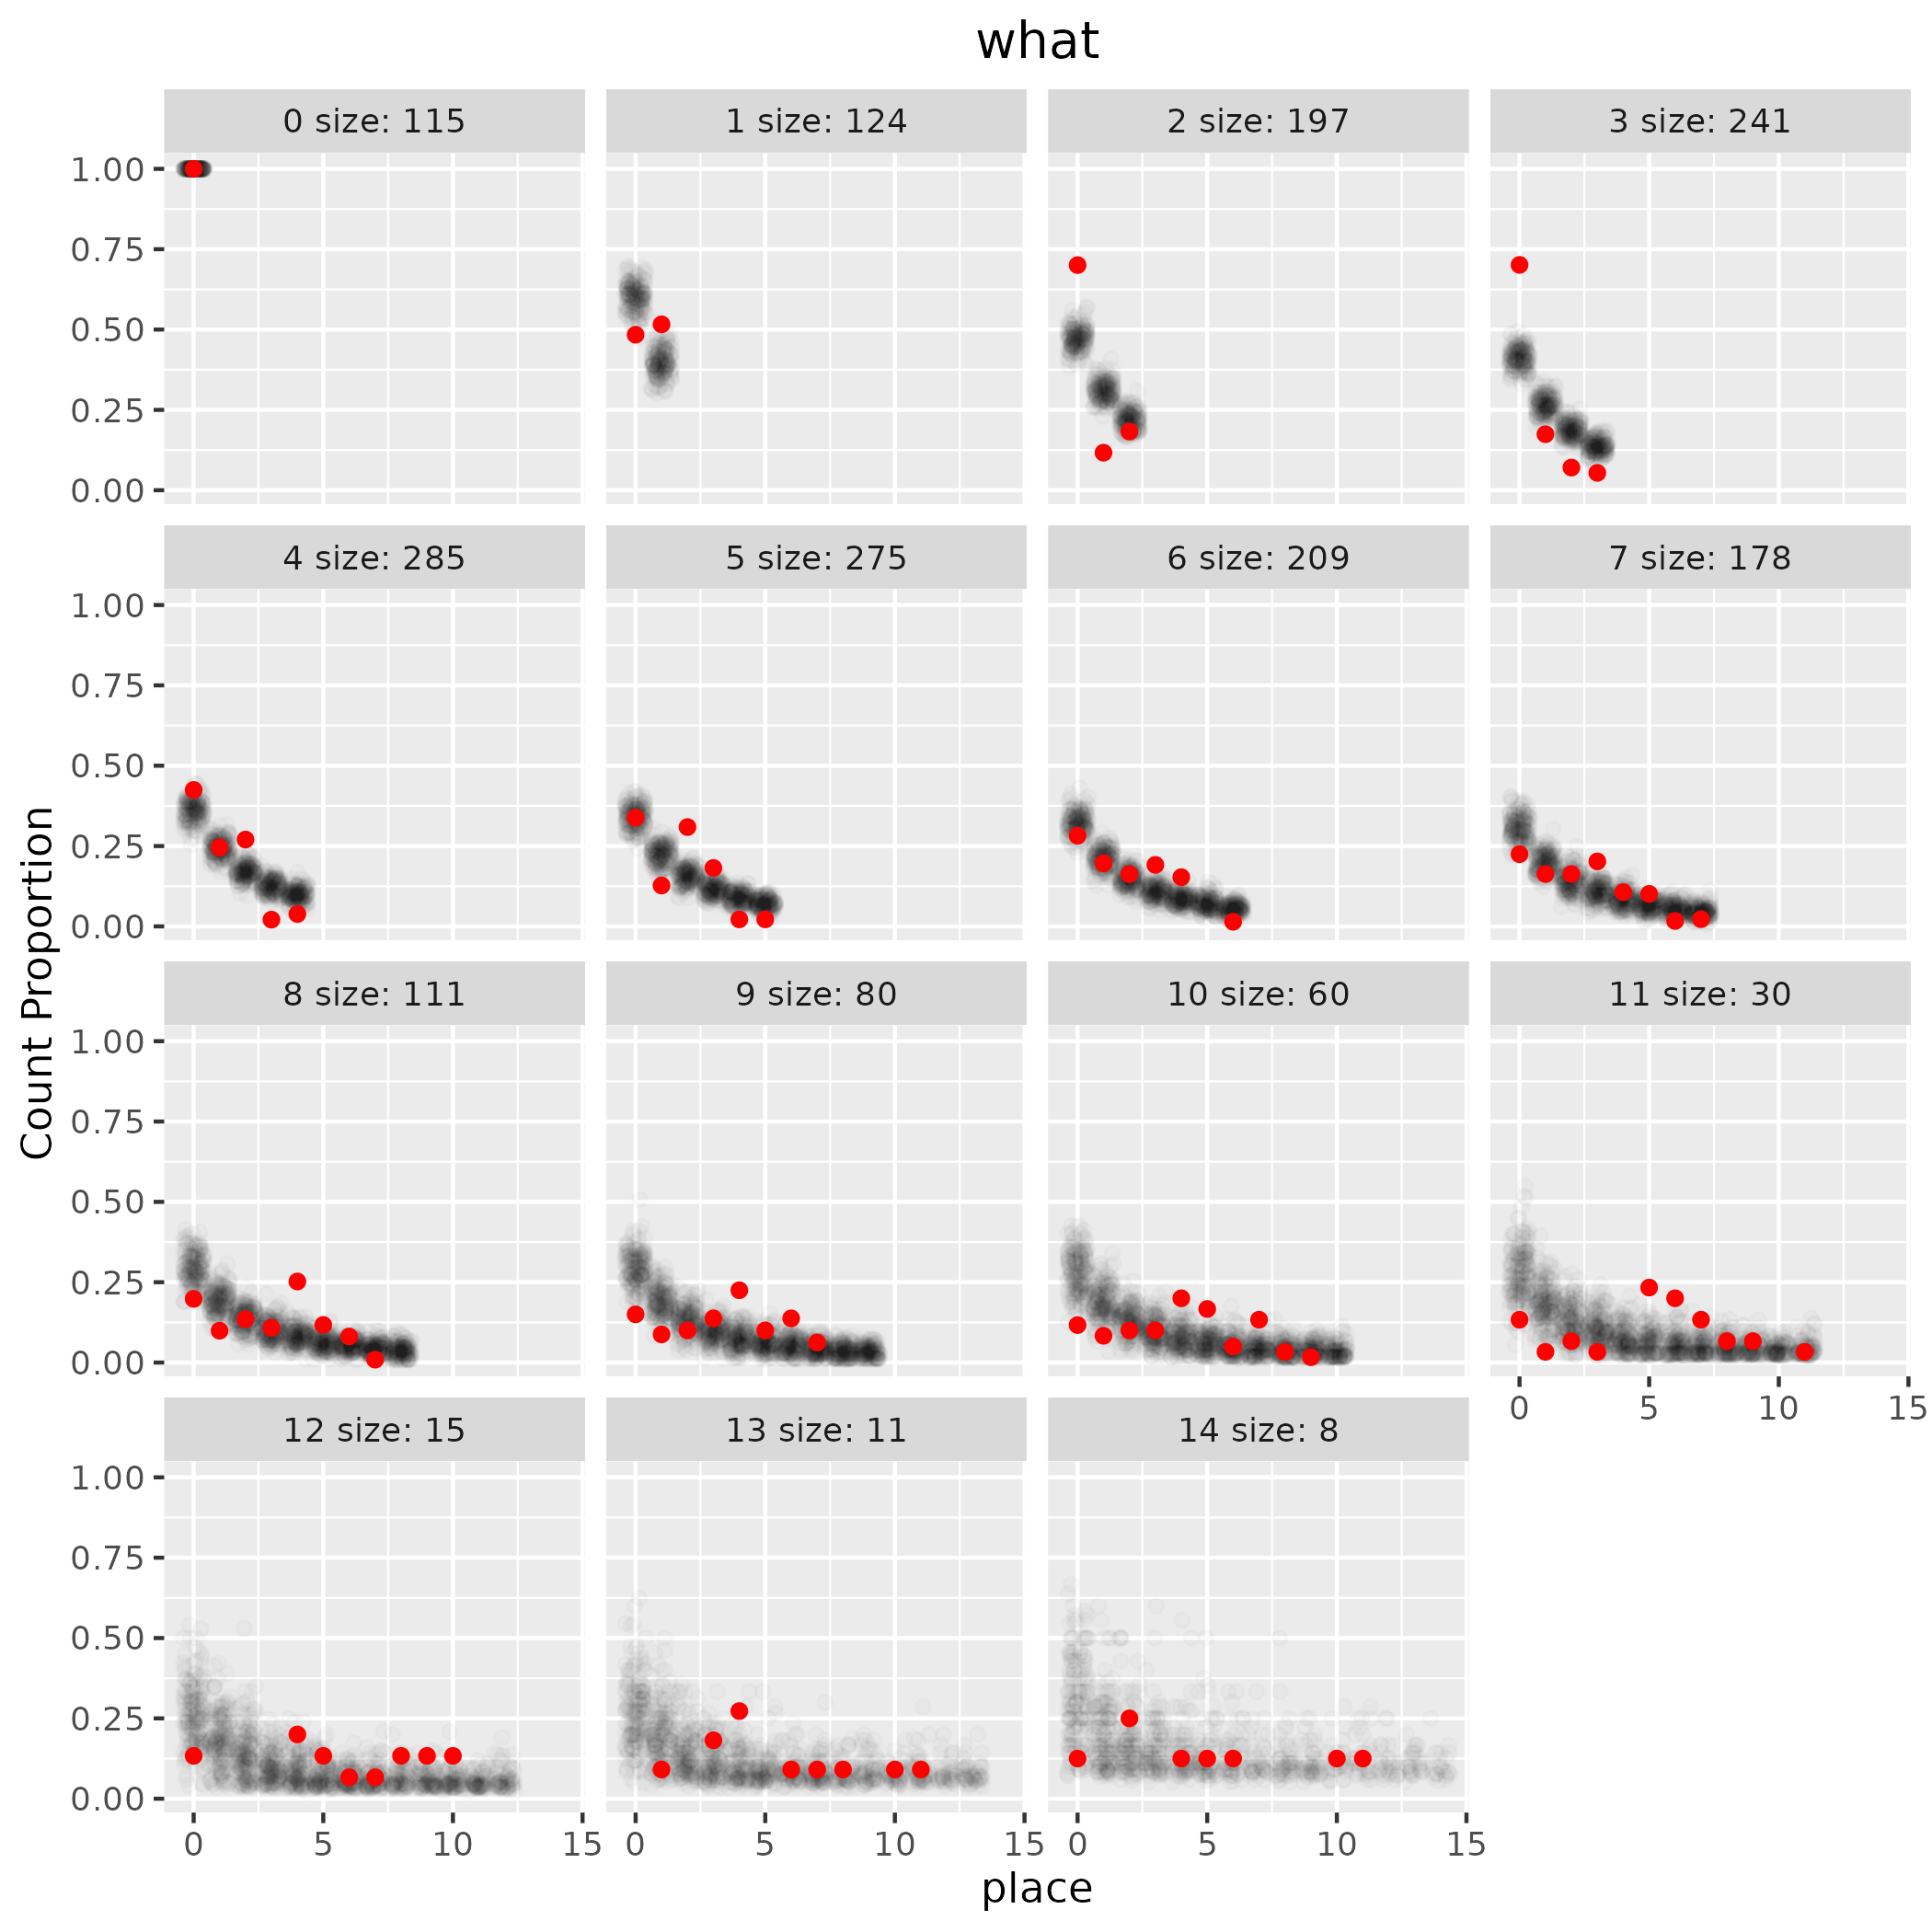 what
0 size: 115
1 size: 124
2 size: 197
3 size: 241
1.00
0.75
0.50
0.25
0.00
4 size: 285
5 size: 275
6 size: 209
7 size: 178
1.00
0.75
0.50
0.25
0.00
Count Proportion
8 size: 111
9 size: 80
10 size: 60
11 size: 30
1.00
0.75
0.50
0.25
0.00
0 5 10 15
12 size: 15
13 size: 11
14 size: 8
1.00
0.75
0.50
0.25
0.00
0 5 10 15
0 5 10 15
0 5 10 15
place